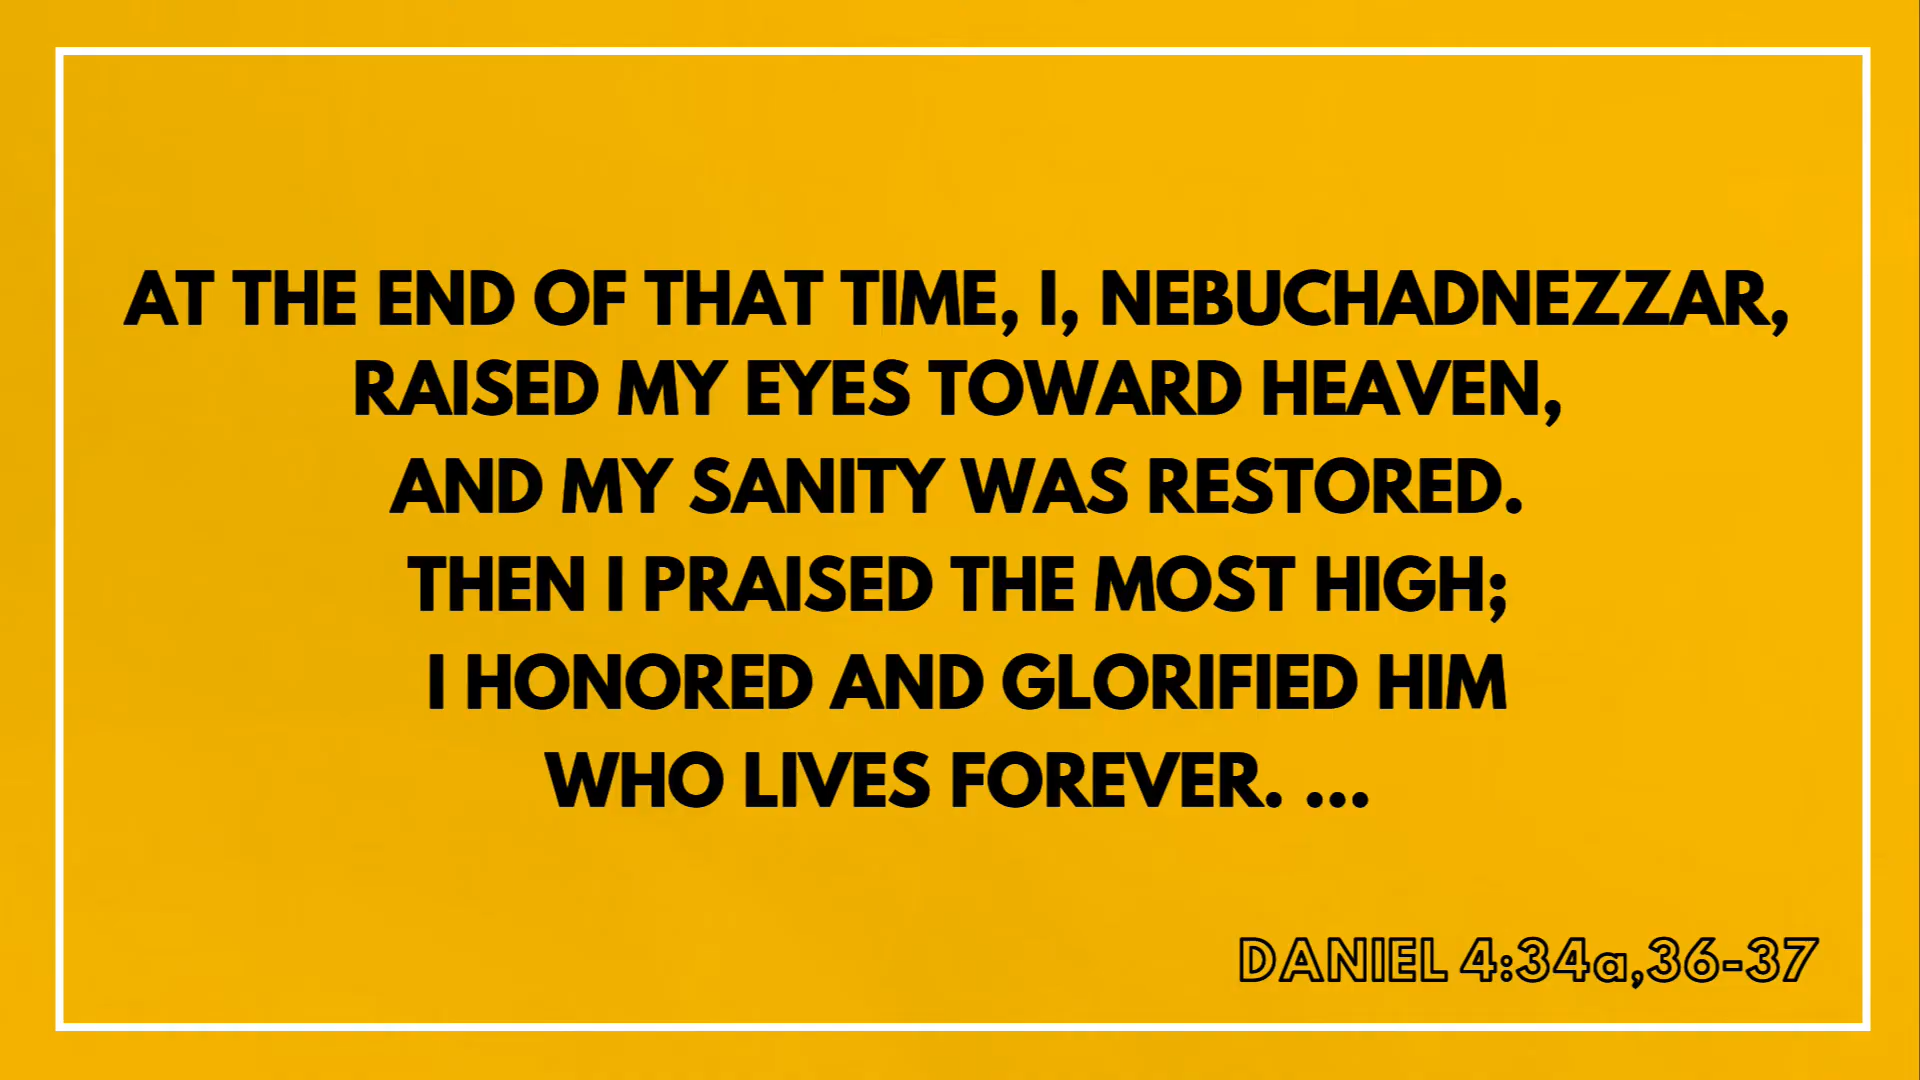 AT THE END OF THAT TIME, I, NEBUCHADNEZZAR,
RAISED MY EYES TOWARD HEAVEN,
AND MY SANITY WAS RESTORED.
THEN I PRAISED THE MOST HIGH;
I HONORED AND GLORIFIED HIM
WHO LIVES FOREVER. ...
DANIEL 4:34a,36-37